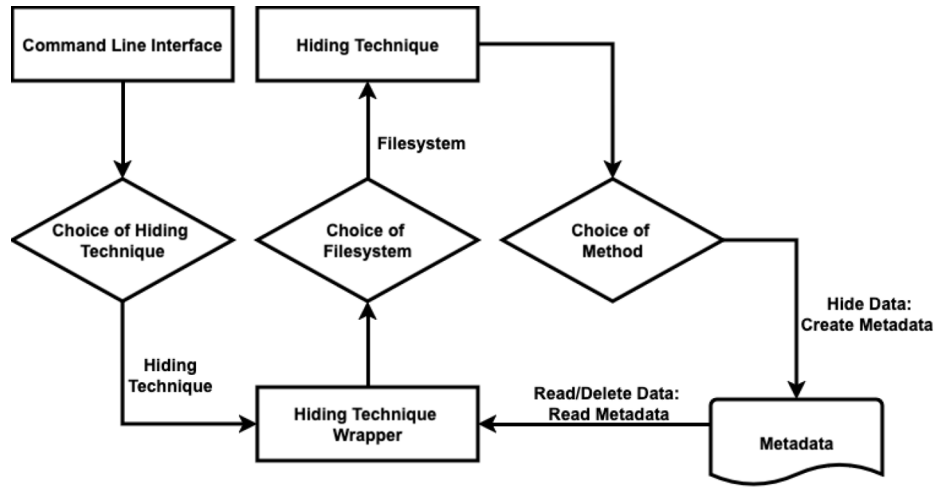 Command Line Interface
Hiding Technique
Filesystem
Choice of Hiding
Technique
Choice of
Filesystem
Choice of
Method
Hide Data:
Create Metadata
Hiding
Technique
Hiding Technique
Wrapper
Read/Delete Data:
Read Metadata
Metadata